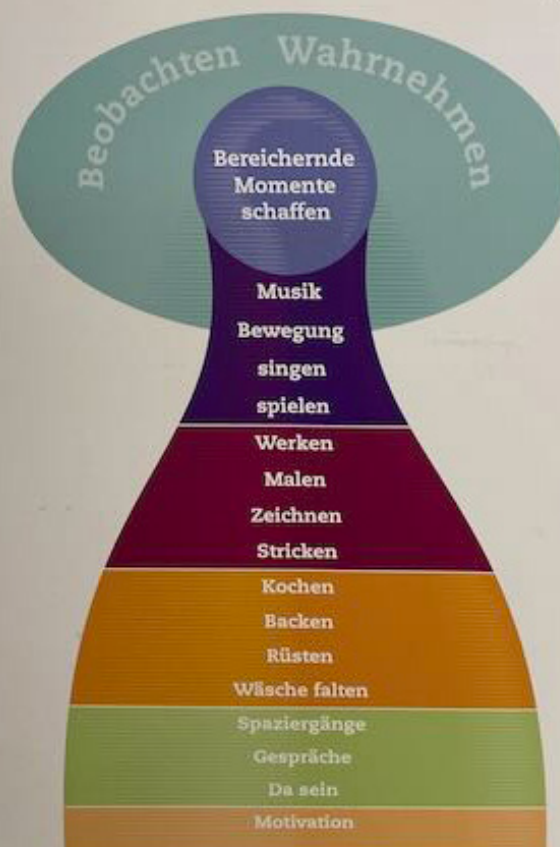 Beobachten Wahrnehmen
Bereichernde
Momente
schaffen
Musik
Bewegung
singen
spielen
Werken
Malen
Zeichnen
Stricken
Kochen
Backen
Rüsten
Wäsche falten
Spaziergänge
Gespräche
Da sein
Motivation